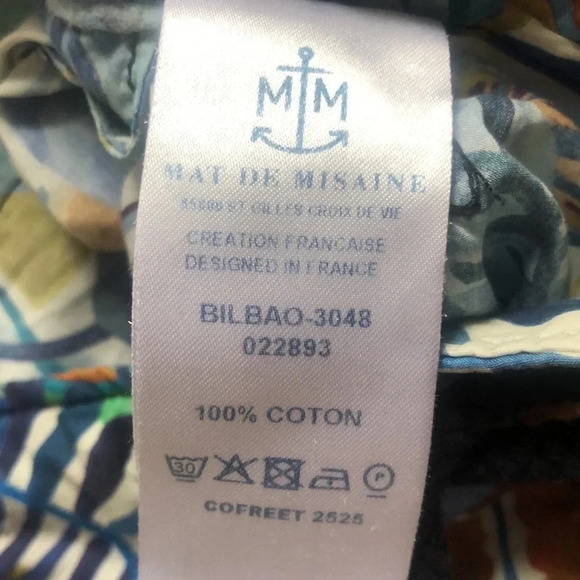 MM
MAT DE MISAINE
85800 ST GILLES CROIX DE VIE
CREATION FRANCAISE
DESIGNED IN FRANCE
BILBAO-3048
022893
100% COTON
30 P
COFREET 2525